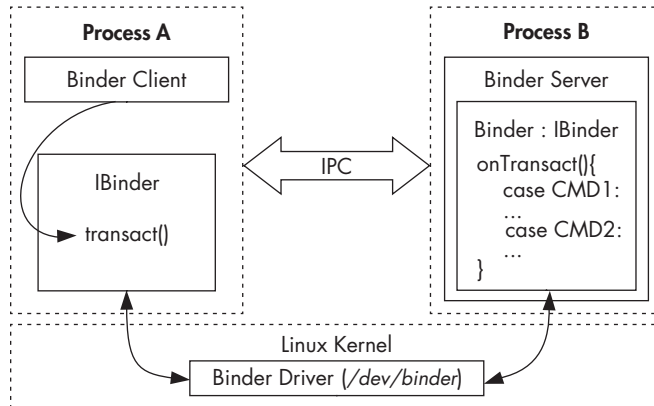 Process A
Binder Client
IBinder
transact()
IPC
Process B
Binder Server
Binder : IBinder
onTransact(){
case CMD1:
...
case CMD2:
...
}
Linux Kernel
Binder Driver (/dev/binder)